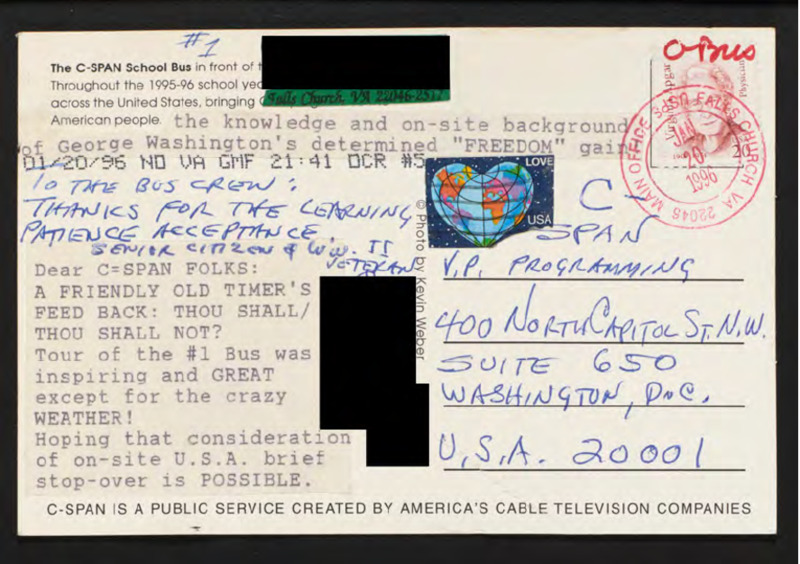 #1
The C-SPAN School Bus in front of
Throughout the 1995-96 school yea
across the United States, bringing C
American people. the knowledge and on-site background
Falls Church, VA 22046-2517
of George Washington's determined "FREEDOM" gain
01/20/96 NO VA GMF 21:41 OCR #5
TO THE BUS CREW:
THANKS FOR THE LEARNING
PATIENCE ACCEPTANCE
SENIOR CITIZEN & W.W. II
VETERAN
Dear C=SPAN FOLKS:
A FRIENDLY OLD TIMER'S
FEED BACK: THOU SHALL/
THOU SHALL NOT?
Tour of the #1 Bus was
inspiring and GREAT
except for the crazy
WEATHER!
Hoping that consideration
of on-site U.S.A. brief
stop-over is POSSIBLE.
© Photo by Kevin Weber
LOVE
USA
BUS
Physician
MAIN OFFICE FALLS CHURCH VA 22046
JAN
20
1996
C-
SPAN
V.P. PROGRAMMING
400 NORTH CAPITOL ST. N.W.
SUITE 650
WASHINGTON, D.C.
U.S.A. 20001
C-SPAN IS A PUBLIC SERVICE CREATED BY AMERICA'S CABLE TELEVISION COMPANIES